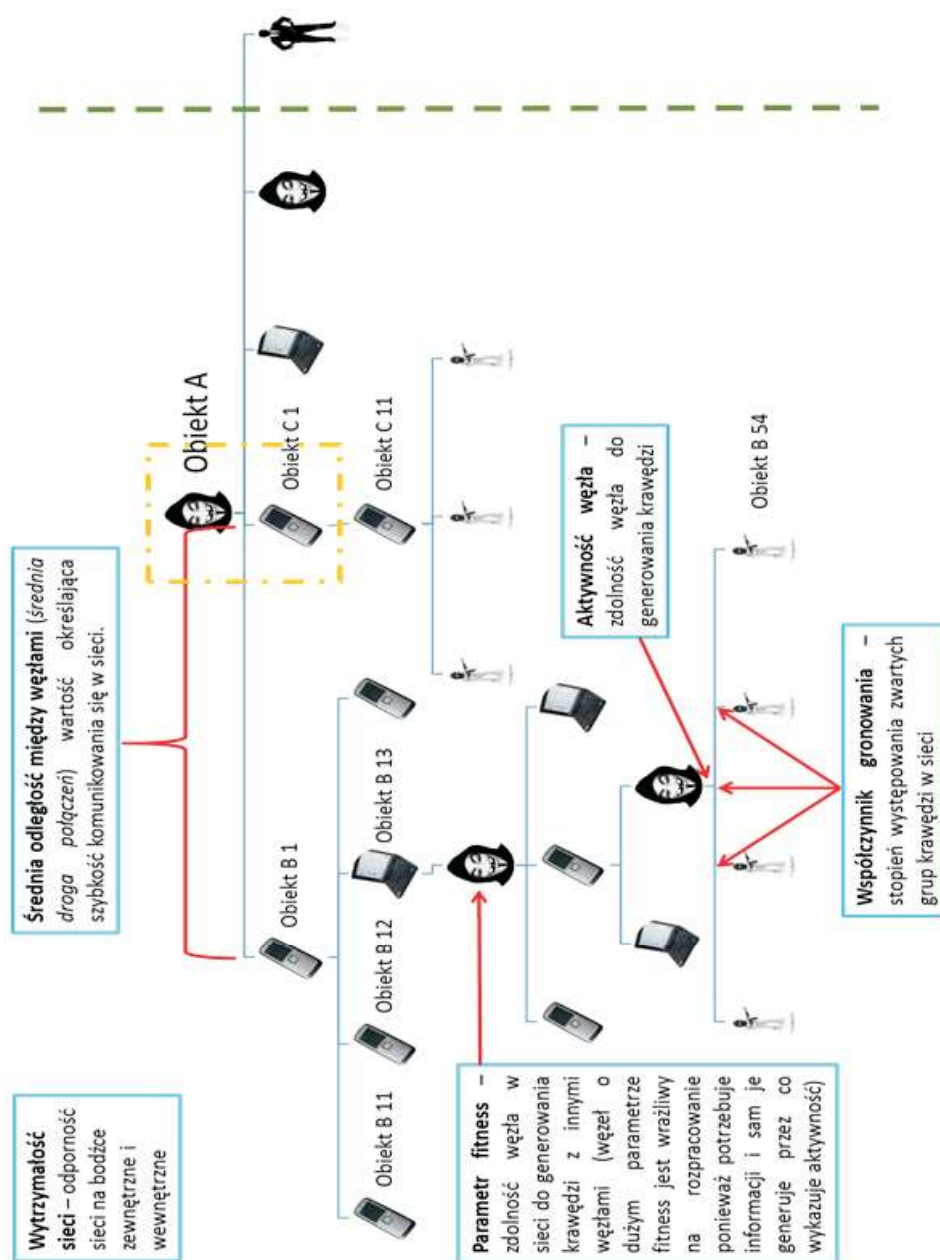 Wytrzymałość
sieci – odporność
sieci na bodźce
zewnętrzne i
wewnętrzne
Średnia odległość między węzłami (średnia
droga połączeń) wartość określająca
szybkość komunikowania się w sieci.
Obiekt A
Obiekt B 1
Obiekt C 1
Obiekt B 11
Obiekt B 12
Obiekt B 13
Obiekt C 11
Parametr fitness –
zdolność węzła w
sieci do generowania
krawędzi z innymi
węzłami (węzeł o
dużym parametrze
fitness jest wrażliwy
na rozpracowanie
ponieważ potrzebuje
informacji i sam je
generuje przez co
wykazuje aktywność)
Aktywność węzła –
zdolność węzła do
generowania krawędzi
Obiekt B 54
Współczynnik gronowania –
stopień występowania zwartych
grup krawędzi w sieci